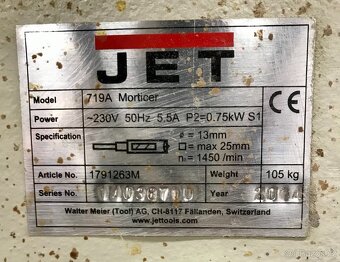 JET
Model 719A Morticer
Power ~230V 50Hz 5.5A P2=0.75kW S1
ø = 13mm
□ = max 25mm
n₀ = 1450 /min
CE
Article No. 1791263M Weight 105 kg
Series No. Year
Walter Meier (Tool) AG, CH-8117 Fällanden, Switzerland
www.jettools.com